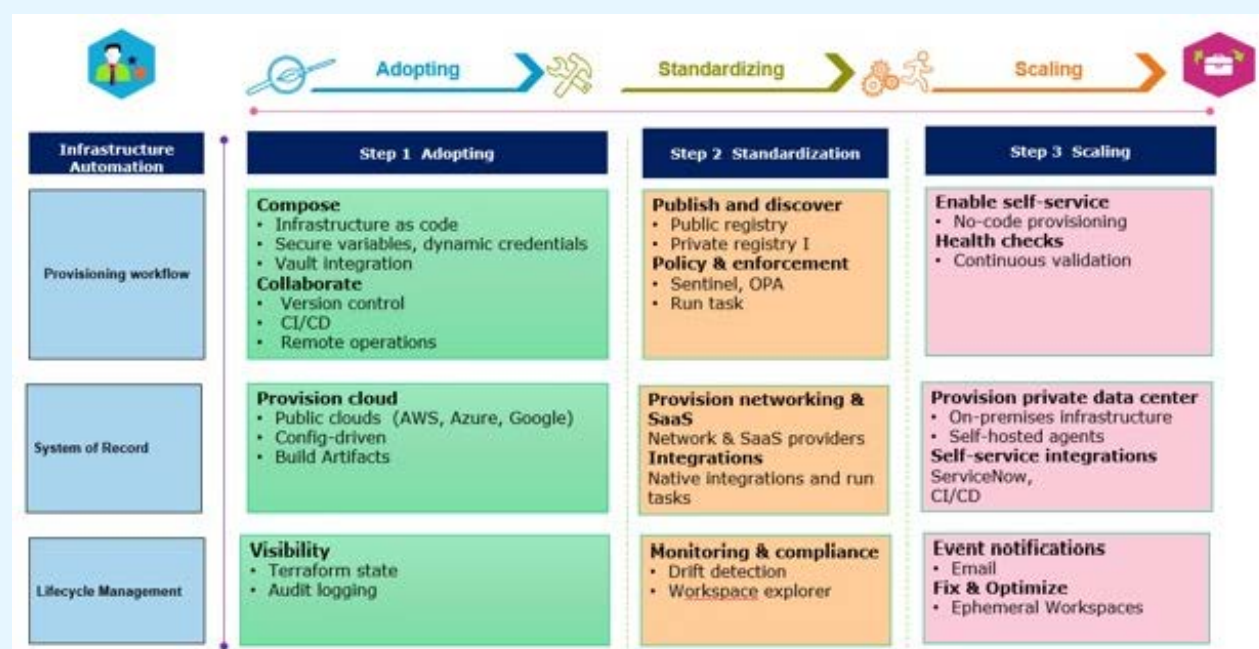 Adopting
Standardizing
Scaling
Infrastructure
Automation
Step 1 Adopting
Step 2 Standardization
Step 3 Scaling
Provisioning workflow
Compose
• Infrastructure as code
• Secure variables, dynamic credentials
• Vault integration
Collaborate
• Version control
• CI/CD
• Remote operations
Publish and discover
• Public registry
• Private registry I
Policy & enforcement
• Sentinel, OPA
• Run task
Enable self-service
• No-code provisioning
Health checks
• Continuous validation
System of Record
Provision cloud
• Public clouds (AWS, Azure, Google)
• Config-driven
• Build Artifacts
Provision networking &
SaaS
Network & SaaS providers
Integrations
Native integrations and run
tasks
Provision private data center
• On-premises infrastructure
• Self-hosted agents
Self-service integrations
ServiceNow,
CI/CD
Lifecycle Management
Visibility
• Terraform state
• Audit logging
Monitoring & compliance
• Drift detection
• Workspace explorer
Event notifications
• Email
Fix & Optimize
• Ephemeral Workspaces